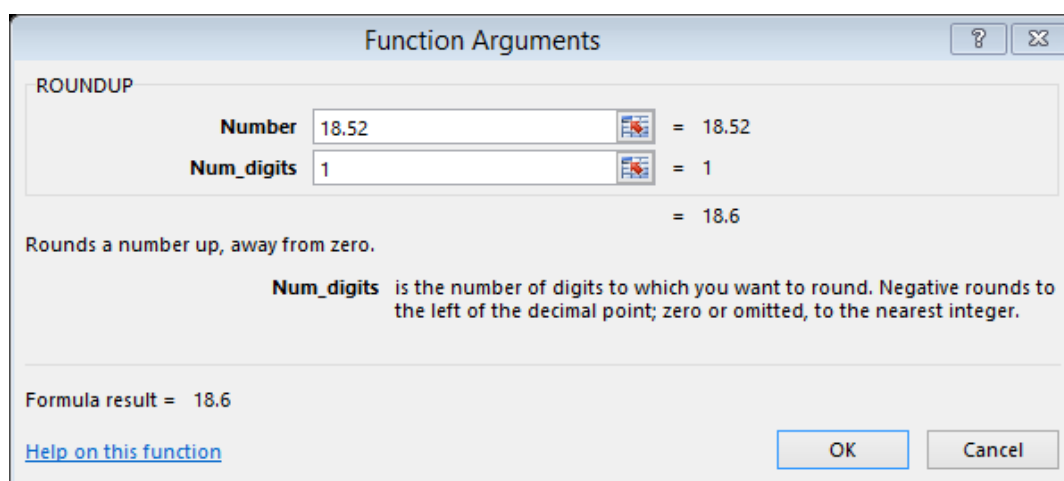 Function Arguments
ROUNDUP
Number 18.52 = 18.52
Num_digits 1 = 1
= 18.6
Rounds a number up, away from zero.
Num_digits is the number of digits to which you want to round. Negative rounds to
the left of the decimal point; zero or omitted, to the nearest integer.
Formula result = 18.6
Help on this function OK Cancel